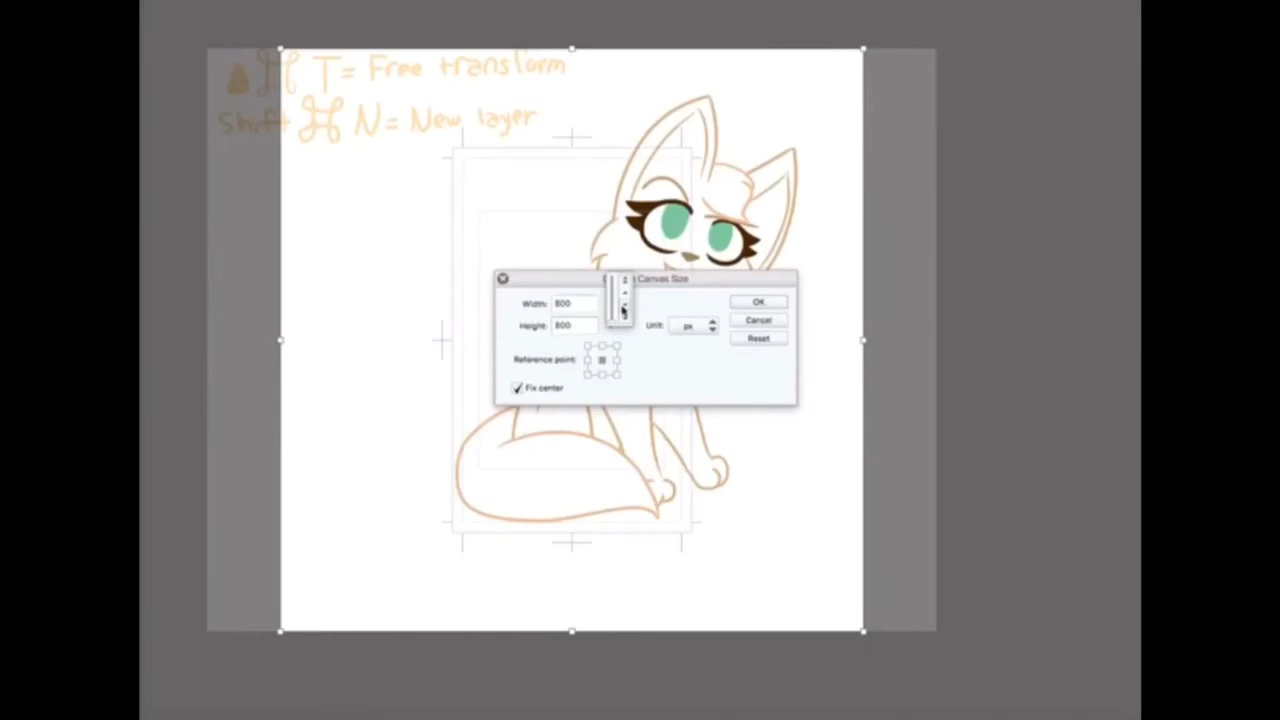 ⌘ T = Free transform
Shift ⌘ N = New layer
Canvas Size
Width: 800
Height: 800
Unit: px
OK
Cancel
Reset
Reference point:
Fix center